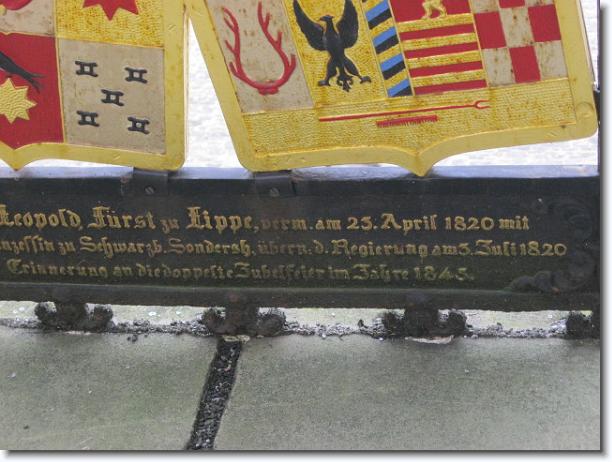 Leopold, Fürst zu Lippe, verm. am 23. April 1820 mit
nzessin zu Schwarzb. Sondersh. übern. d. Regierung am 3. Juli 1820
Erinnerung an die doppelte Jubelfeier im Jahre 1845.